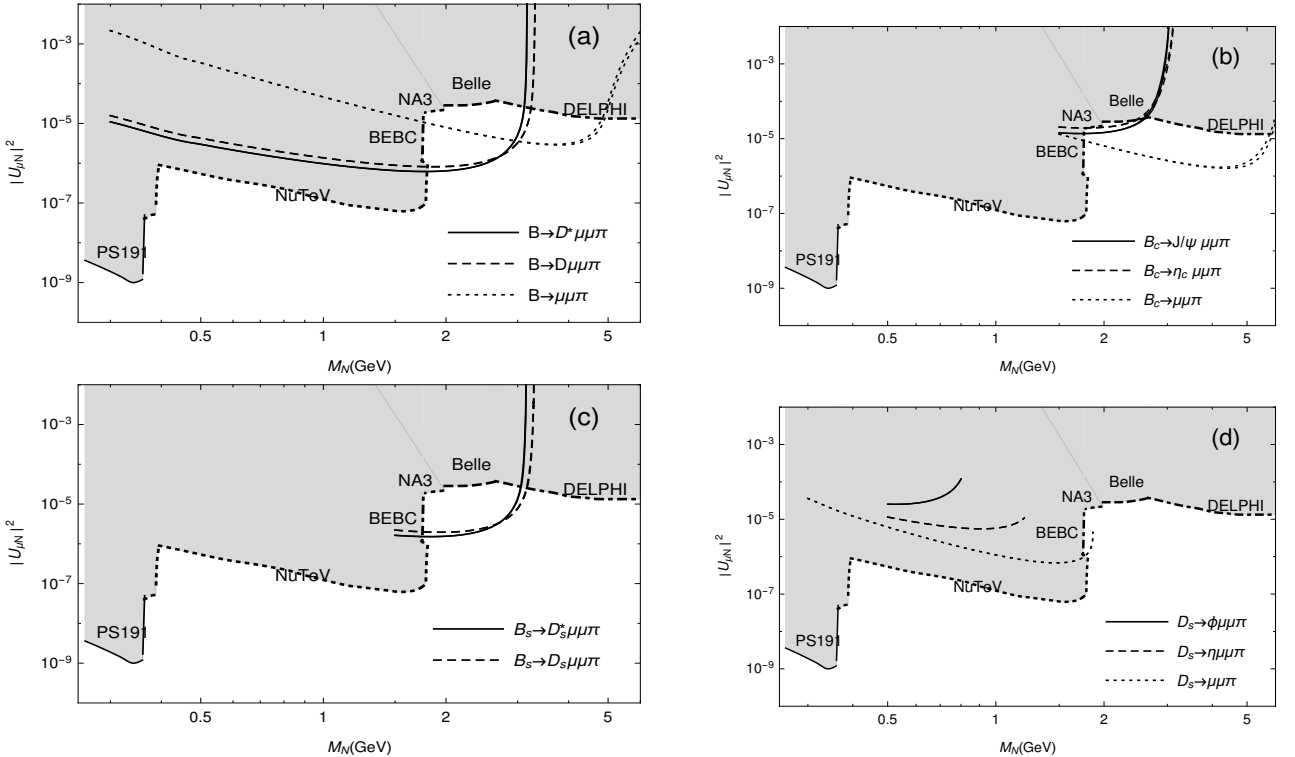 (a)
10⁻³
10⁻⁵
10⁻⁷
10⁻⁹
|U_μN|²
Belle
NA3
DELPHI
BEBC
NuTeV
PS191
B→D*μμπ
B→Dμμπ
B→μμπ
0.5 1 2 5
M_N(GeV)
(b)
10⁻³
10⁻⁵
10⁻⁷
10⁻⁹
|U_μN|²
Belle
NA3
DELPHI
BEBC
NuTeV
PS191
B_c→J/ψ μμπ
B_c→η_c μμπ
B_c→μμπ
0.5 1 2 5
M_N(GeV)
(c)
10⁻³
10⁻⁵
10⁻⁷
10⁻⁹
|U_μN|²
Belle
NA3
DELPHI
BEBC
NuTeV
PS191
B_s→D_s*μμπ
B_s→D_sμμπ
0.5 1 2 5
M_N(GeV)
(d)
10⁻³
10⁻⁵
10⁻⁷
10⁻⁹
|U_μN|²
Belle
NA3
DELPHI
BEBC
NuTeV
PS191
D_s→ϕμμπ
D_s→ημμπ
D_s→μμπ
0.5 1 2 5
M_N(GeV)